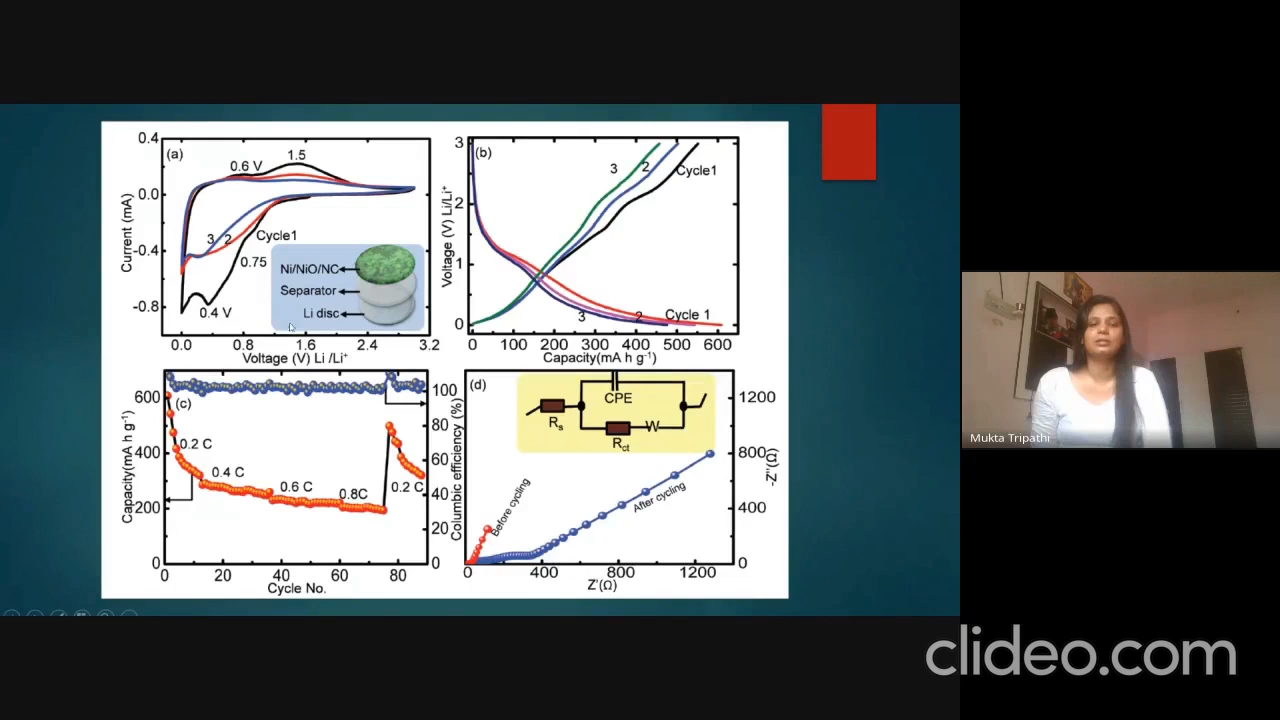 0.4
0.0
-0.4
-0.8
Current (mA)
(a)
0.6 V
1.5
3
2
Cycle1
0.75
0.4 V
Ni/NiO/NC
Separator
Li disc
0.0
0.8
1.6
2.4
3.2
Voltage (V) Li /Li⁺
3
2
1
0
Voltage (V) Li/Li⁺
(b)
3
2
Cycle1
3
2
Cycle 1
0
100
200
300
400
500
600
Capacity(mA h g⁻¹)
600
400
200
0
Capacity(mA h g⁻¹)
(c)
0.2 C
0.4 C
0.6 C
0.8C
0.2 C
100
80
60
40
20
0
Columbic efficiency (%)
0
20
40
60
80
Cycle No.
(d)
CPE
Rs
Rct
W
Before cycling
After cycling
1200
800
400
0
-Z''(Ω)
0
400
800
1200
Z'(Ω)
Mukta Tripathi
clideo.com